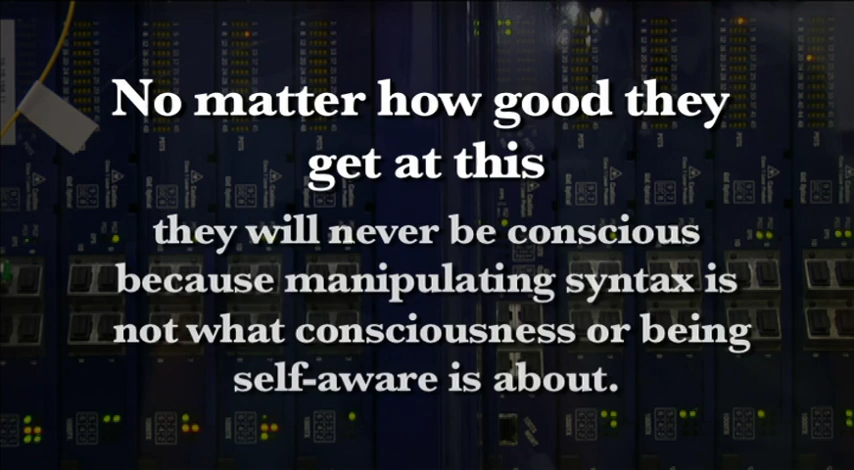 No matter how good they
get at this
they will never be conscious
because manipulating syntax is
not what consciousness or being
self-aware is about.